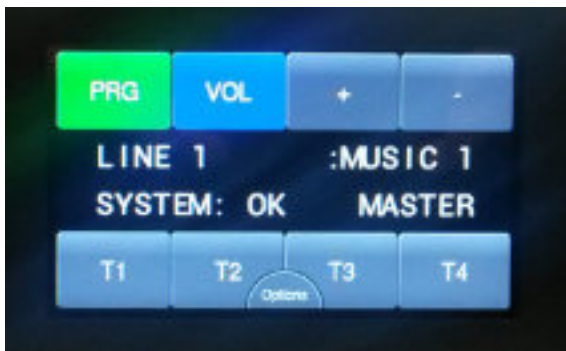 PRG VOL + -
LINE 1 :MUSIC 1
SYSTEM: OK MASTER
T1 T2 T3 T4
Options